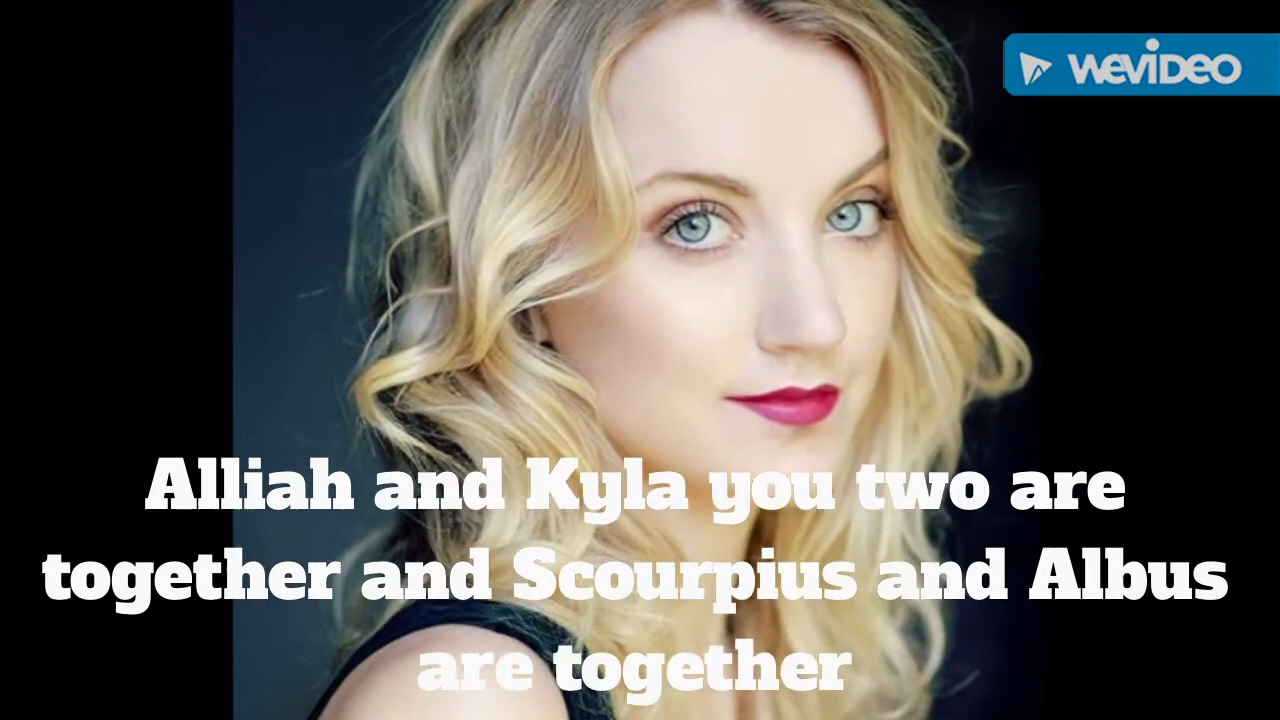 WEVIDEO
Alliah and Kyla you two are
together and Scourpius and Albus
are together